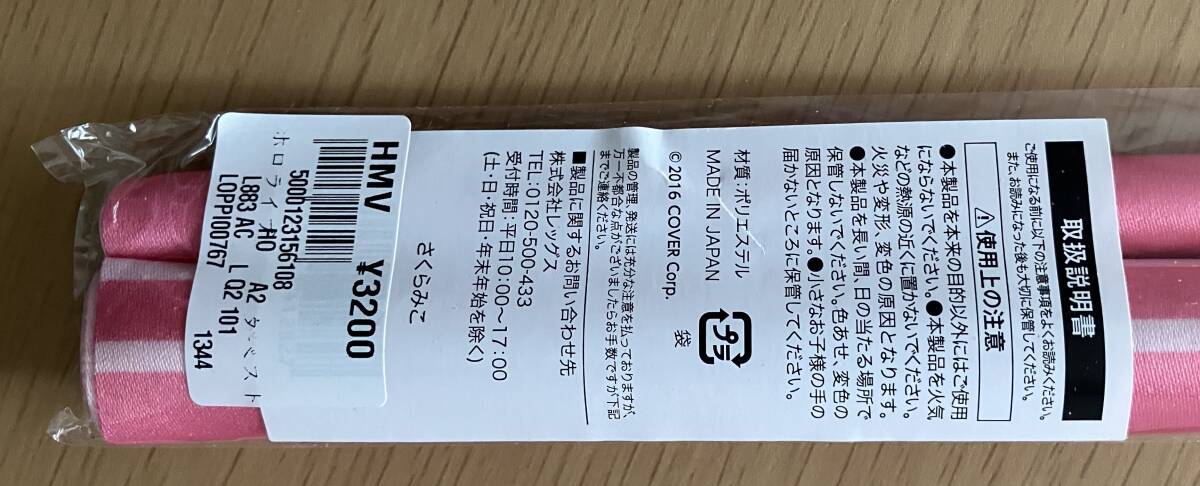 取扱説明書
ご使用になる前に以下の注意事項をよくお読みください。
また、お読みになった後も大切に保管してください。
⚠使用上の注意
●本製品を本来の目的以外にはご使用
にならないでください。●本製品を火気
などの熱源の近くに置かないでください。
火災や変形、変色の原因となります。
●本製品を長い間、日の当たる場所で
保管しないでください。色あせ、変色の
原因となります。●小さなお子様の手の
届かないところに保管してください。
材質:ポリエステル
MADE IN JAPAN
©2016 COVER Corp.
プラ
袋
製品の管理、発送には充分な注意を払っておりますが
万一不都合な点がございましたらお手数ですが下記
までご連絡ください。
■製品に関するお問い合わせ先
株式会社レッグス
TEL:0120-500-433
受付時間:平日10:00～17:00
(土・日・祝日・年末年始を除く)
さくらみこ
HMV ¥3200
5000123156108
ホロライブHO A2タペスト
L883 AC L Q2 101
LOPPI00767 1344